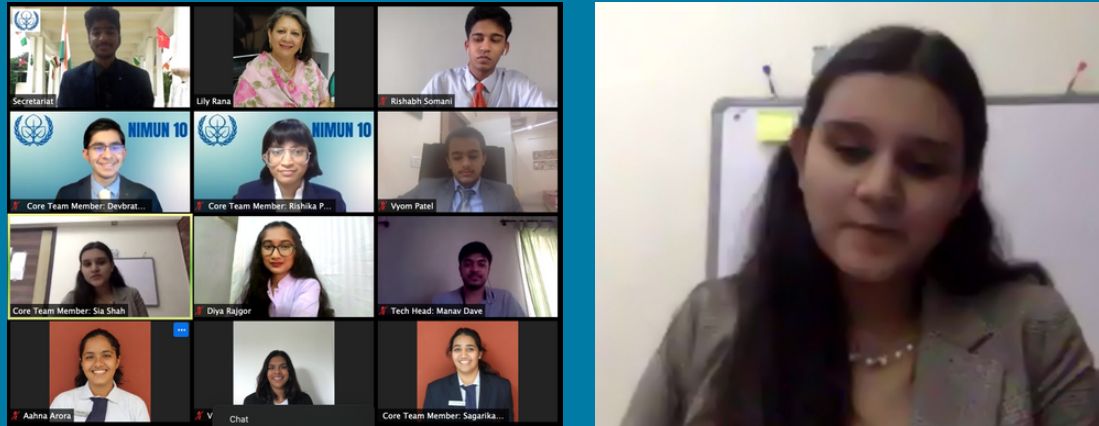 Secretariat
Lily Rana
Rishabh Somani
NIMUN 10
NIMUN 10
Core Team Member: Devbrat...
Core Team Member: Rishika P...
Vyom Patel
Core Team Member: Sia Shah
Diya Rajgor
Tech Head: Manav Dave
Aahna Arora
V
Core Team Member: Sagarika...
Chat